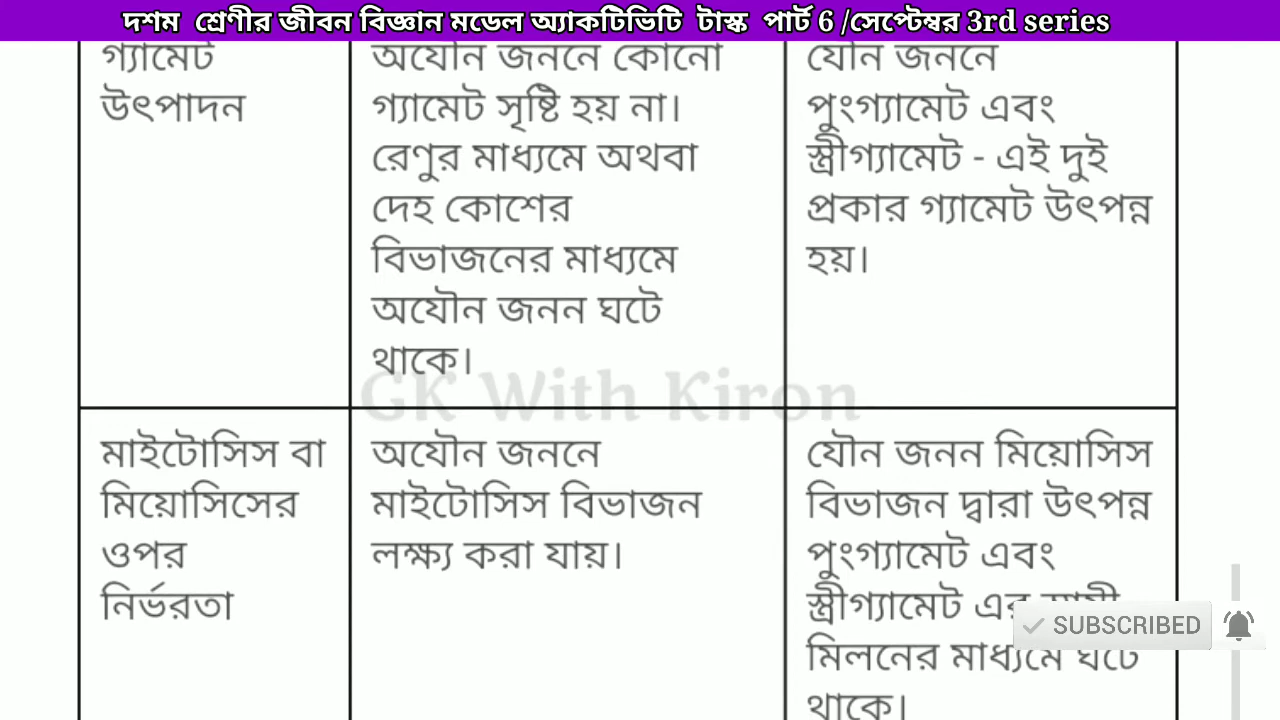 দশম শ্রেণীর জীবন বিজ্ঞান মডেল অ্যাকটিভিটি টাস্ক পার্ট 6 /সেপ্টেম্বর 3rd series
গ্যামেট
উৎপাদন
অযৌন জননে কোনো
গ্যামেট সৃষ্টি হয় না।
রেণুর মাধ্যমে অথবা
দেহ কোশের
বিভাজনের মাধ্যমে
অযৌন জনন ঘটে
থাকে।
যৌন জননে
পুংগ্যামেট এবং
স্ত্রীগ্যামেট - এই দুই
প্রকার গ্যামেট উৎপন্ন
হয়।
GK With Kiron
মাইটোসিস বা
মিয়োসিসের
ওপর
নির্ভরতা
অযৌন জননে
মাইটোসিস বিভাজন
লক্ষ্য করা যায়।
যৌন জনন মিয়োসিস
বিভাজন দ্বারা উৎপন্ন
পুংগ্যামেট এবং
স্ত্রীগ্যামেট
মিলনের মাধ্যমে ঘটে
থাকে।
SUBSCRIBED